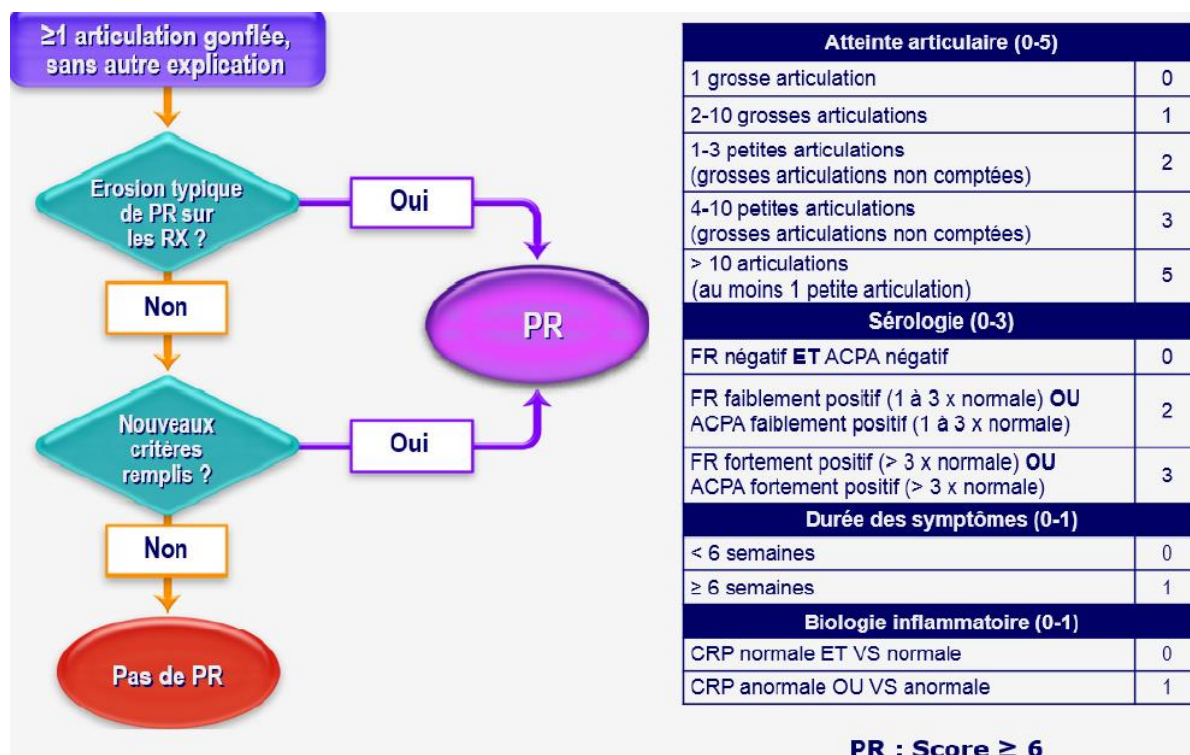 ≥1 articulation gonflée,
sans autre explication
Erosion typique
de PR sur
les RX ?
Oui
Non
PR
Nouveaux
critères
remplis ?
Oui
Non
Pas de PR
Atteinte articulaire (0-5)
1 grosse articulation 0
2-10 grosses articulations 1
1-3 petites articulations
(grosses articulations non comptées) 2
4-10 petites articulations
(grosses articulations non comptées) 3
> 10 articulations
(au moins 1 petite articulation) 5
Sérologie (0-3)
FR négatif ET ACPA négatif 0
FR faiblement positif (1 à 3 x normale) OU
ACPA faiblement positif (1 à 3 x normale) 2
FR fortement positif (> 3 x normale) OU
ACPA fortement positif (> 3 x normale) 3
Durée des symptômes (0-1)
< 6 semaines 0
≥ 6 semaines 1
Biologie inflammatoire (0-1)
CRP normale ET VS normale 0
CRP anormale OU VS anormale 1
PR : Score ≥ 6